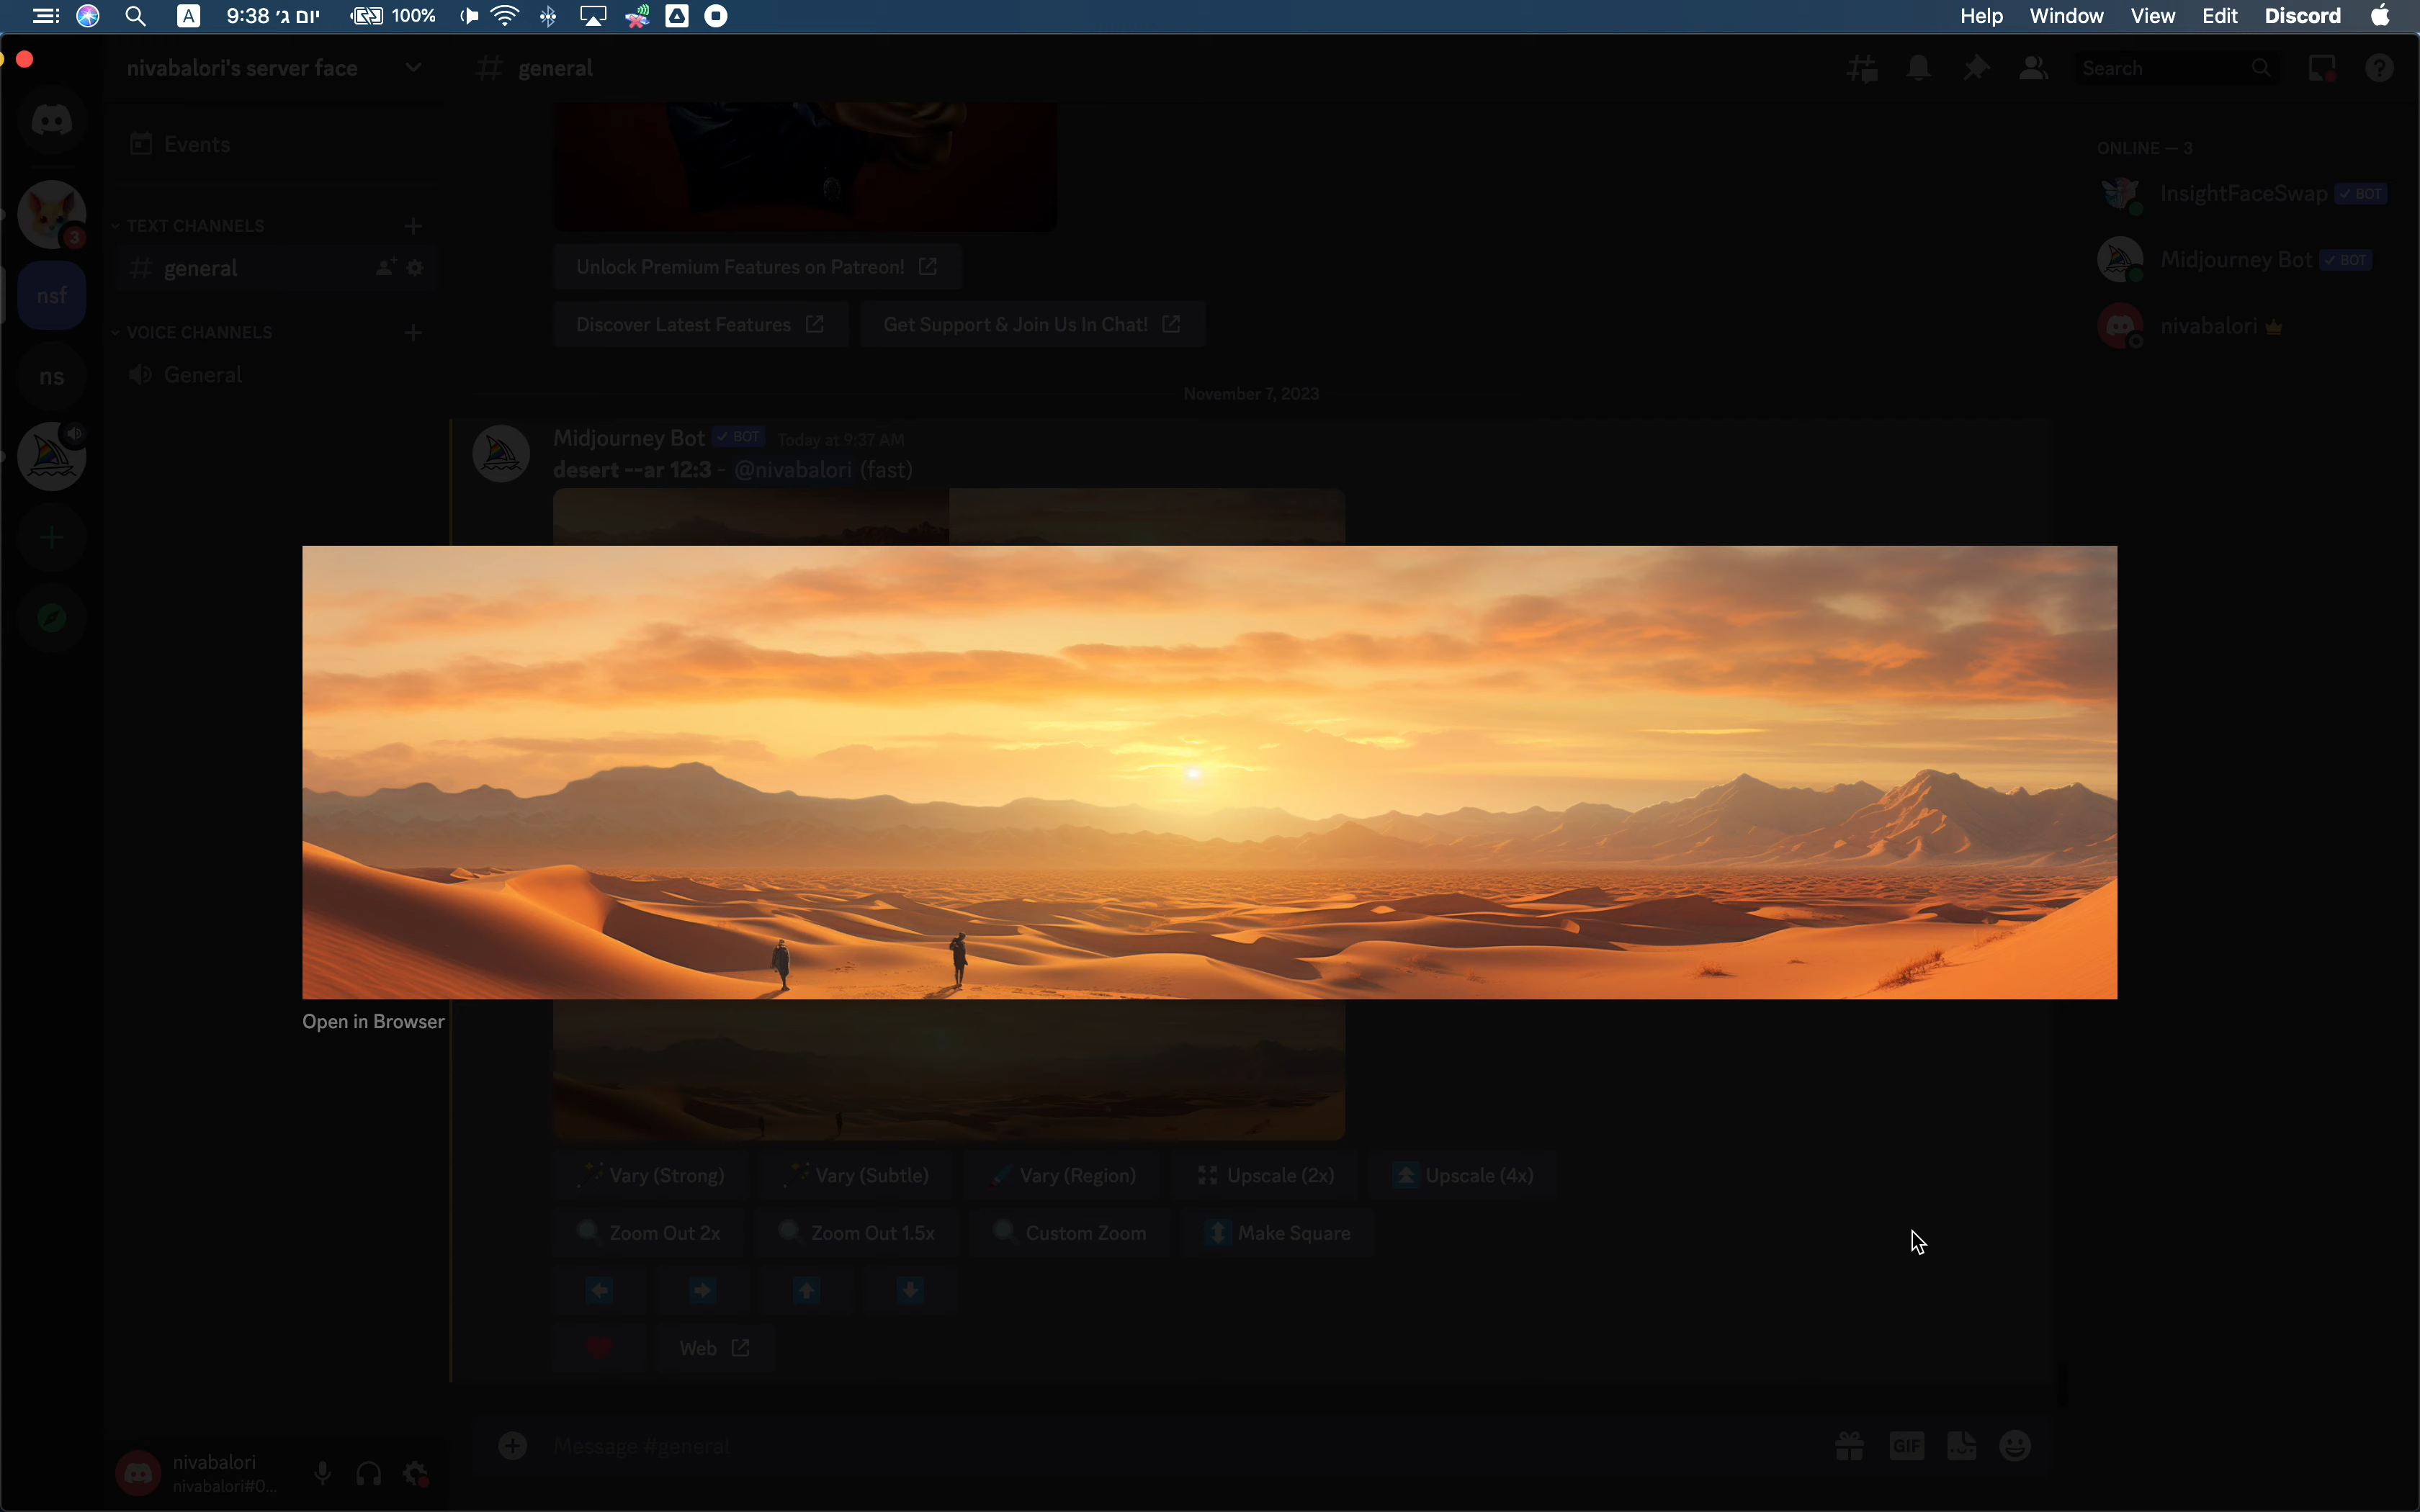 9:38 יום ג׳
100%
Help Window View Edit Discord
nivabalori's server face
general
Search
Events
TEXT CHANNELS
general
VOICE CHANNELS
General
3
nsf
ns
Unlock Premium Features on Patreon!
Discover Latest Features
Get Support & Join Us In Chat!
November 7, 2023
Midjourney Bot BOT Today at 9:37 AM
desert --ar 12:3 - @nivabalori (fast)
Open in Browser
Vary (Strong) Vary (Subtle) Vary (Region) Upscale (2x) Upscale (4x)
Zoom Out 2x Zoom Out 1.5x Custom Zoom Make Square
Web
Message #general
GIF
nivabalori
nivabalori#0...
ONLINE — 3
InsightFaceSwap BOT
Midjourney Bot BOT
nivabalori